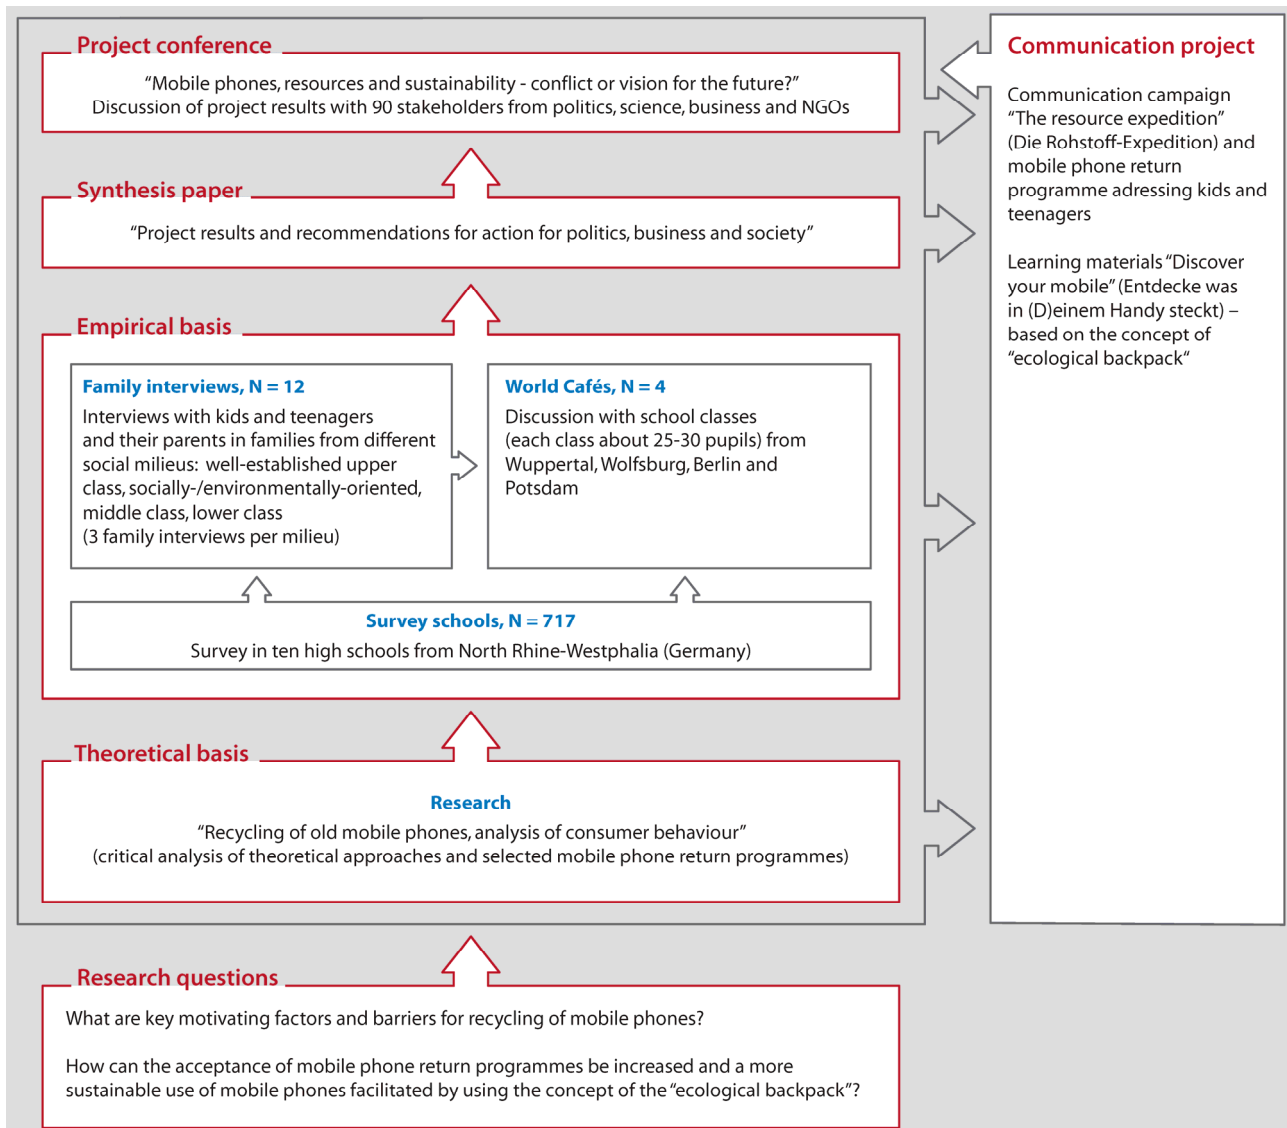 Project conference
“Mobile phones, resources and sustainability - conflict or vision for the future?”
Discussion of project results with 90 stakeholders from politics, science, business and NGOs
Synthesis paper
“Project results and recommendations for action for politics, business and society”
Empirical basis
Family interviews, N = 12
Interviews with kids and teenagers
and their parents in families from different
social milieus: well-established upper
class, socially-/environmentally-oriented,
middle class, lower class
(3 family interviews per milieu)
World Cafés, N = 4
Discussion with school classes
(each class about 25-30 pupils) from
Wuppertal, Wolfsburg, Berlin and
Potsdam
Survey schools, N = 717
Survey in ten high schools from North Rhine-Westphalia (Germany)
Theoretical basis
Research
“Recycling of old mobile phones, analysis of consumer behaviour”
(critical analysis of theoretical approaches and selected mobile phone return programmes)
Research questions
What are key motivating factors and barriers for recycling of mobile phones?
How can the acceptance of mobile phone return programmes be increased and a more
sustainable use of mobile phones facilitated by using the concept of the “ecological backpack”?
Communication project
Communication campaign
“The resource expedition”
(Die Rohstoff-Expedition) and
mobile phone return
programme adressing kids and
teenagers
Learning materials “Discover
your mobile” (Entdecke was
in (D)einem Handy steckt) –
based on the concept of
“ecological backpack“